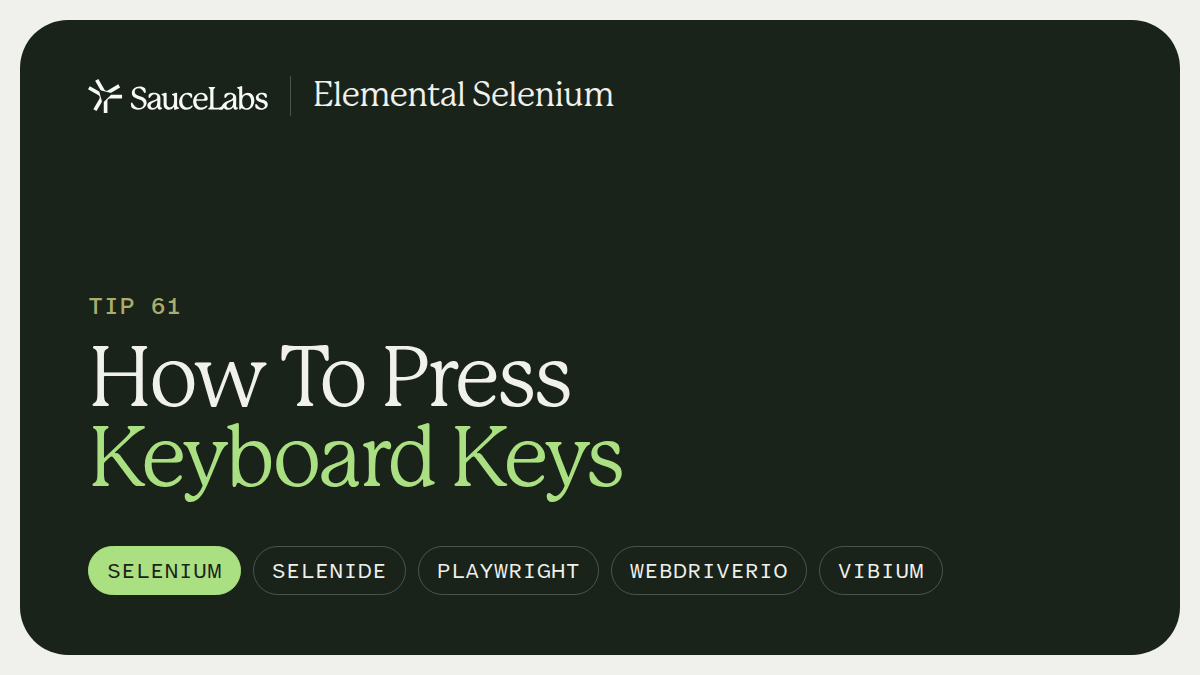 SauceLabs | Elemental Selenium
TIP 61
How To Press
Keyboard Keys
SELENIUM SELENIDE PLAYWRIGHT WEBDRIVERIO VIBIUM